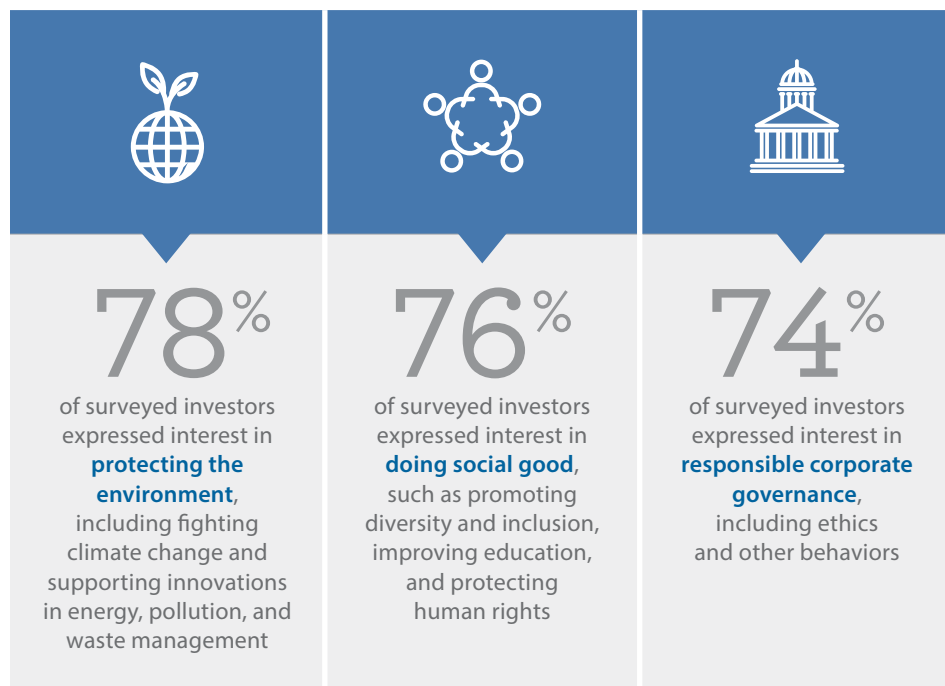 78%
of surveyed investors
expressed interest in
protecting the
environment,
including fighting
climate change and
supporting innovations
in energy, pollution, and
waste management
76%
of surveyed investors
expressed interest in
doing social good,
such as promoting
diversity and inclusion,
improving education,
and protecting
human rights
74%
of surveyed investors
expressed interest in
responsible corporate
governance,
including ethics
and other behaviors